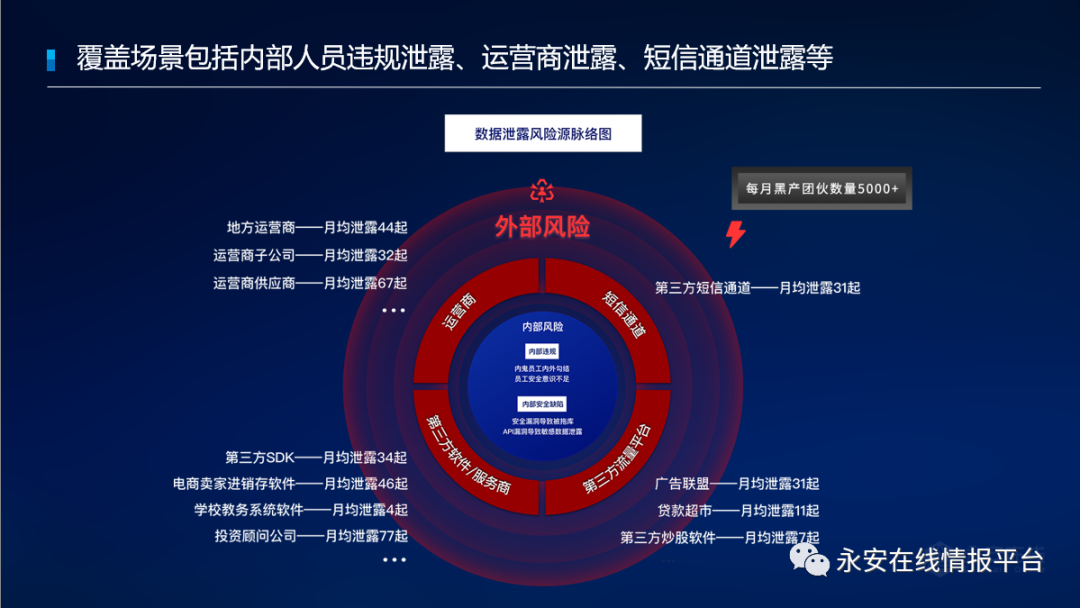 覆盖场景包括内部人员违规泄露、运营商泄露、短信通道泄露等
数据泄露风险源脉络图
每月黑产团伙数量5000+
外部风险
地方运营商——月均泄露44起
运营商子公司——月均泄露32起
运营商供应商——月均泄露67起
...
第三方短信通道——月均泄露31起
运营商
短信通道
内部风险
内部违规
内鬼员工内外勾结
员工安全意识不足
内部安全缺陷
安全漏洞导致被拖库
API漏洞导致敏感数据泄露
第三方软件/服务商
第三方流量平台
第三方SDK——月均泄露34起
电商卖家进销存软件——月均泄露46起
学校教务系统软件——月均泄露4起
投资顾问公司——月均泄露77起
...
广告联盟——月均泄露31起
贷款超市——月均泄露11起
第三方炒股软件——月均泄露7起
...
永安在线情报平台